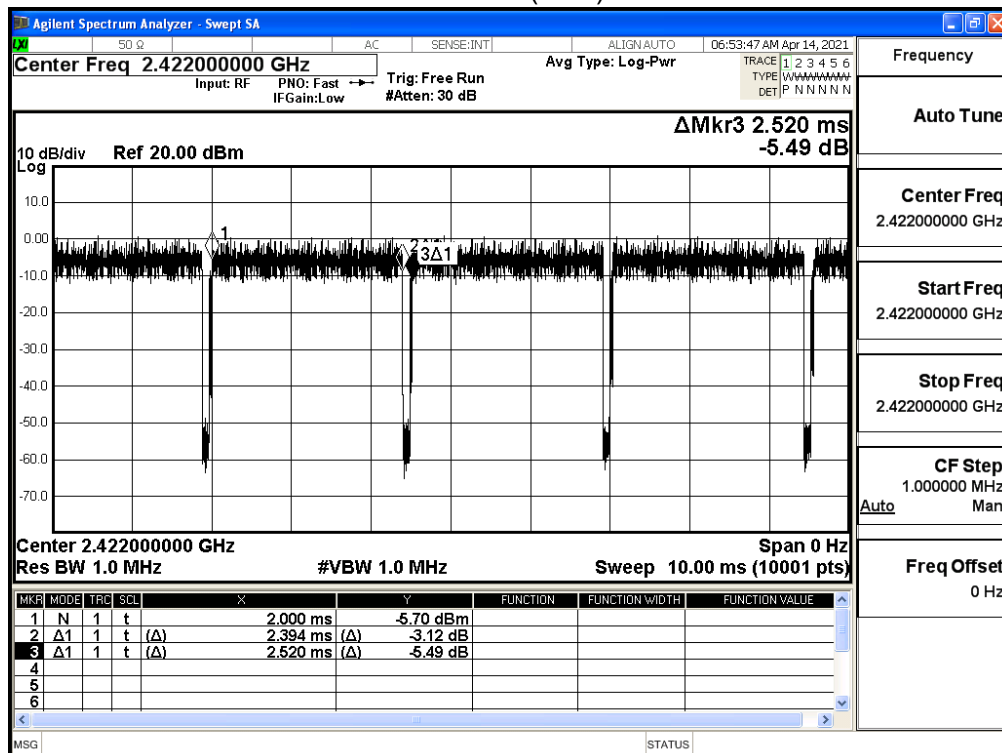 Agilent Spectrum Analyzer - Swept SA
LXI 50 Ω AC SENSE:INT ALIGN AUTO 06:53:47 AM Apr 14, 2021
Center Freq 2.422000000 GHz
Input: RF PNO: Fast Trig: Free Run Avg Type: Log-Pwr TRACE 1 2 3 4 5 6
IFGain:Low #Atten: 30 dB TYPE WWWWWW
DET P N N N N N
ΔMkr3 2.520 ms
-5.49 dB
10 dB/div Ref 20.00 dBm
Log
10.0
0.00
-10.0
-20.0
-30.0
-40.0
-50.0
-60.0
-70.0
1
2
3Δ1
Center 2.422000000 GHz Span 0 Hz
Res BW 1.0 MHz #VBW 1.0 MHz Sweep 10.00 ms (10001 pts)
MKR MODE TRC SCL X Y FUNCTION FUNCTION WIDTH FUNCTION VALUE
1 N 1 t 2.000 ms -5.70 dBm
2 Δ1 1 t (Δ) 2.394 ms (Δ) -3.12 dB
3 Δ1 1 t (Δ) 2.520 ms (Δ) -5.49 dB
4
5
6
MSG STATUS
Frequency
Auto Tune
Center Freq
2.422000000 GHz
Start Freq
2.422000000 GHz
Stop Freq
2.422000000 GHz
CF Step
1.000000 MHz
Auto Man
Freq Offset
0 Hz